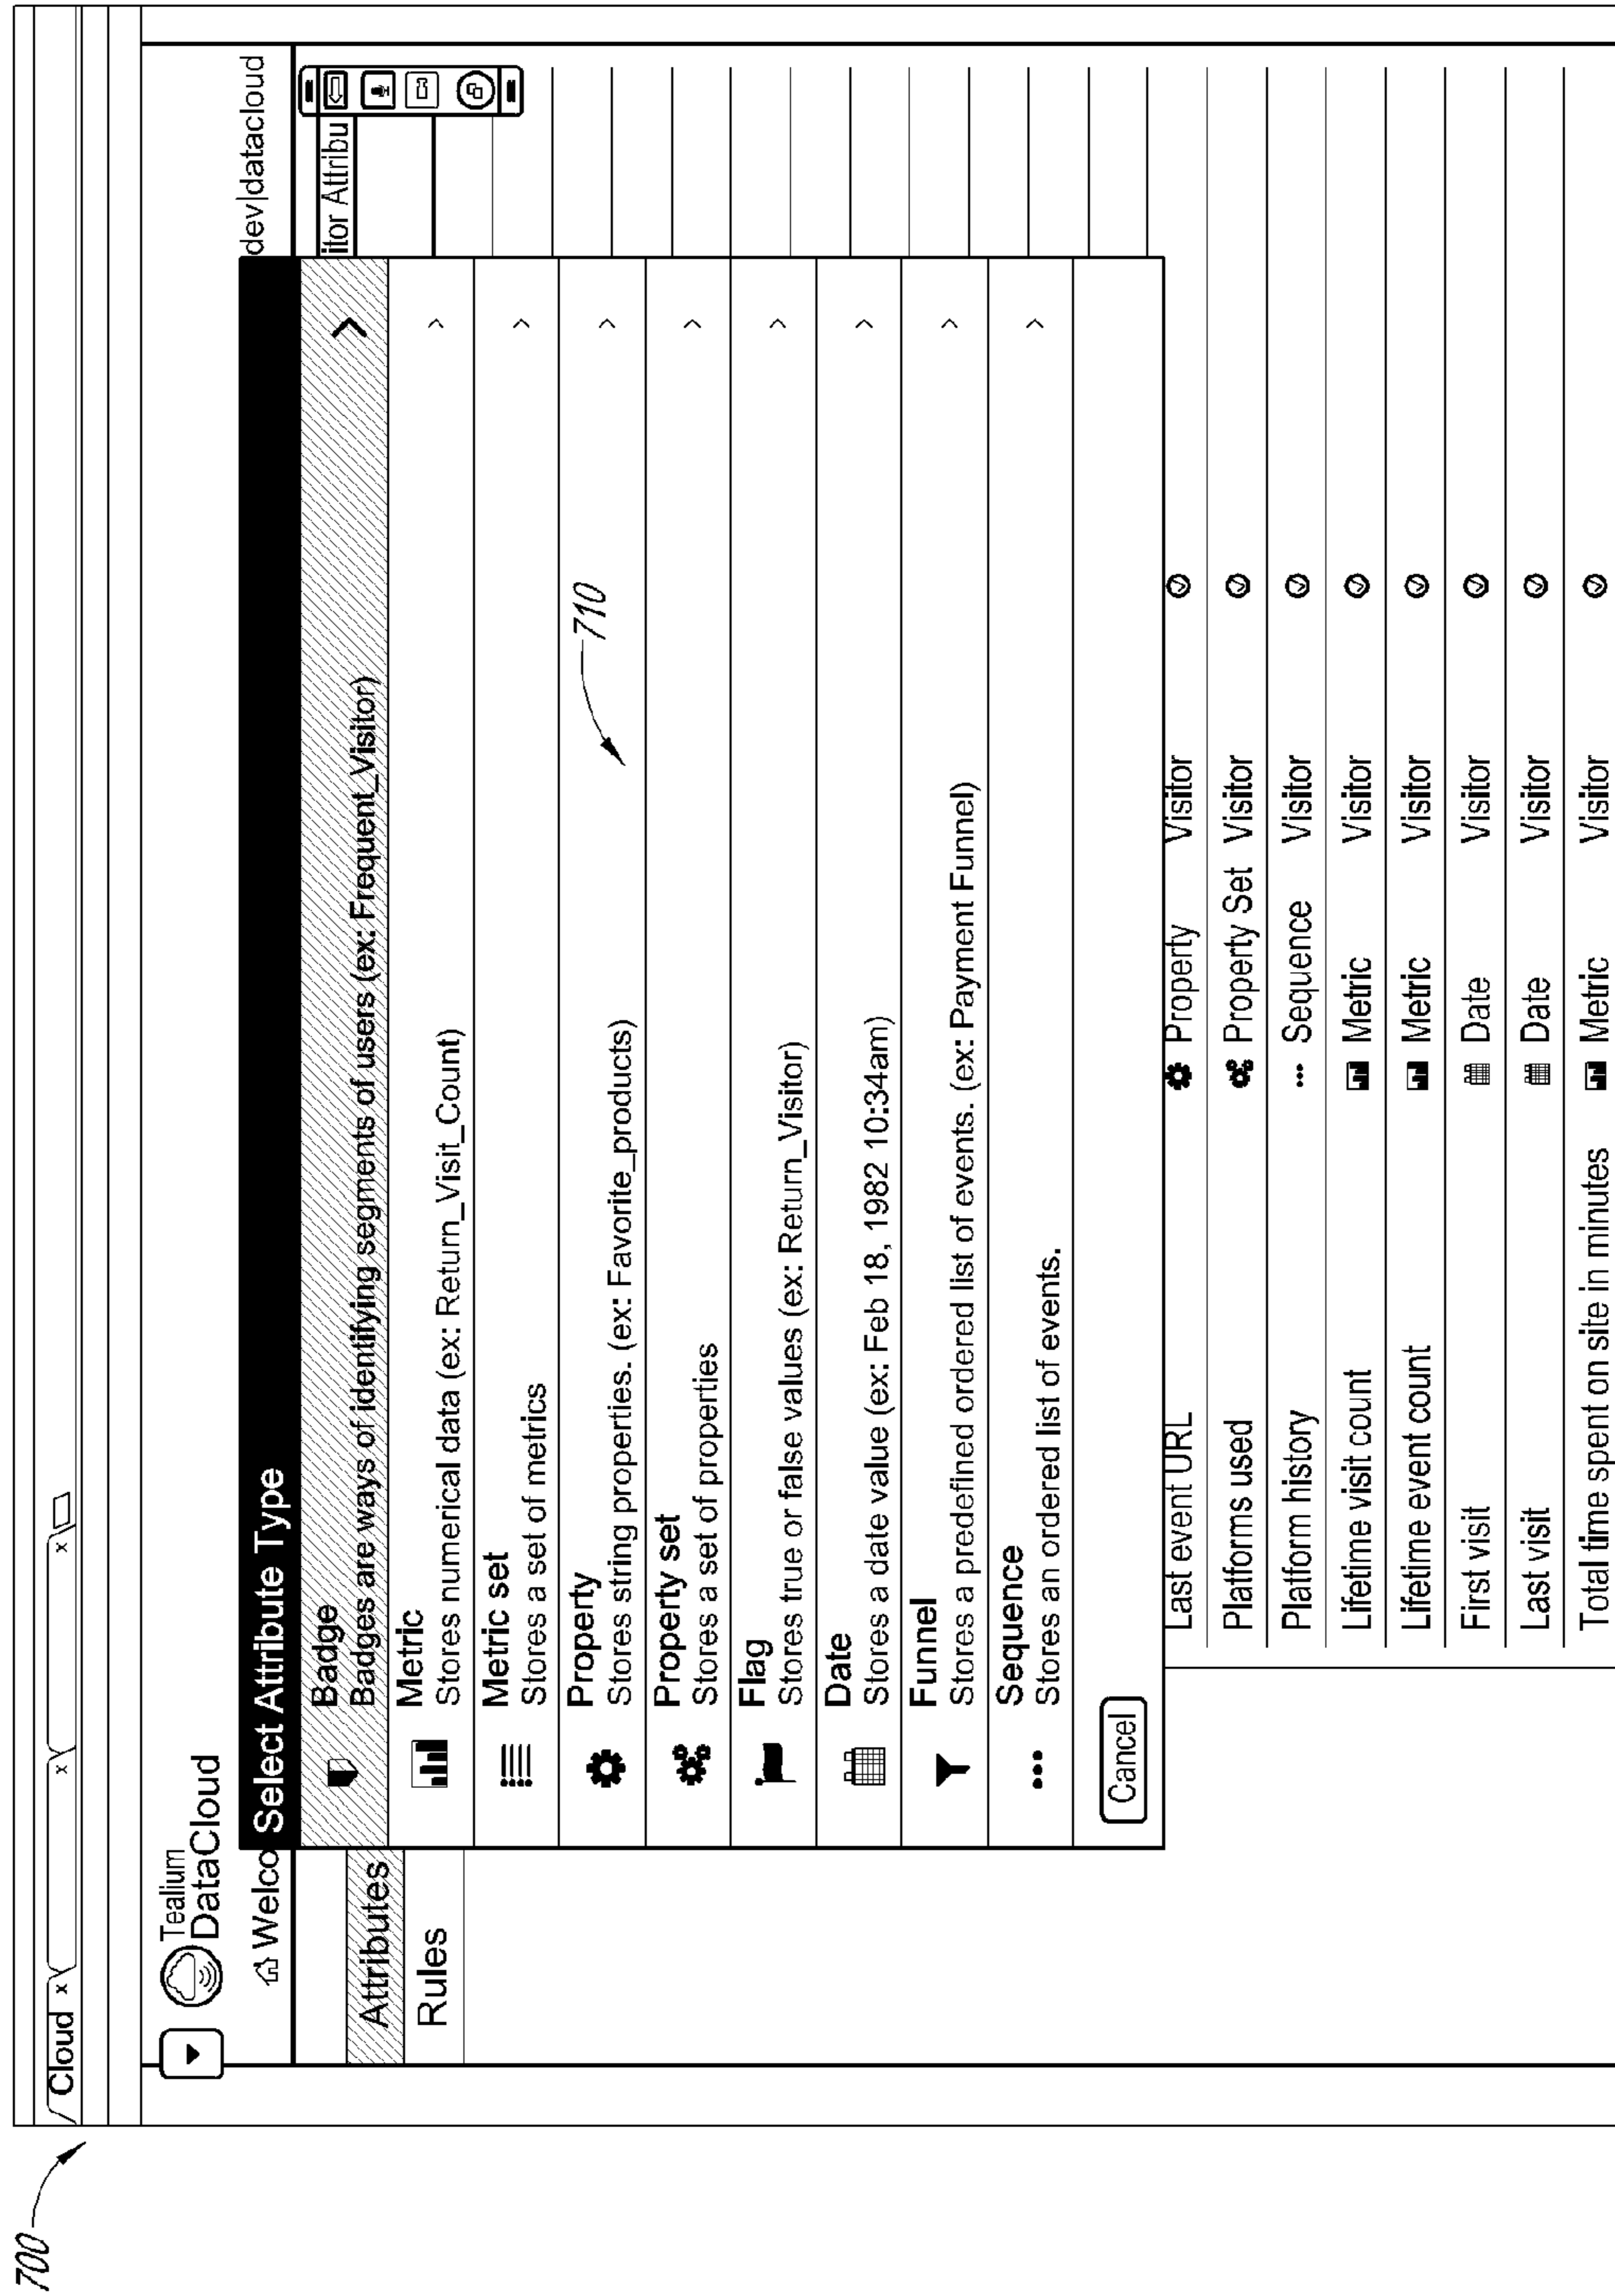 700
Cloud x
x
x
Tealium
DataCloud
Welco
dev|datacloud
Attributes
Rules
itor Attribu
Select Attribute Type
Badge
Badges are ways of identifying segments of users (ex: Frequent_Visitor)
Metric
Stores numerical data (ex: Return_Visit_Count)
Metric set
Stores a set of metrics
Property
Stores string properties. (ex: Favorite_products)
710
Property set
Stores a set of properties
Flag
Stores true or false values (ex: Return_Visitor)
Date
Stores a date value (ex: Feb 18, 1982 10:34am)
Funnel
Stores a predefined ordered list of events. (ex: Payment Funnel)
Sequence
Stores an ordered list of events.
Cancel
Last event URL Property Visitor
Platforms used Property Set Visitor
Platform history Sequence Visitor
Lifetime visit count Metric Visitor
Lifetime event count Metric Visitor
First visit Date Visitor
Last visit Date Visitor
Total time spent on site in minutes Metric Visitor